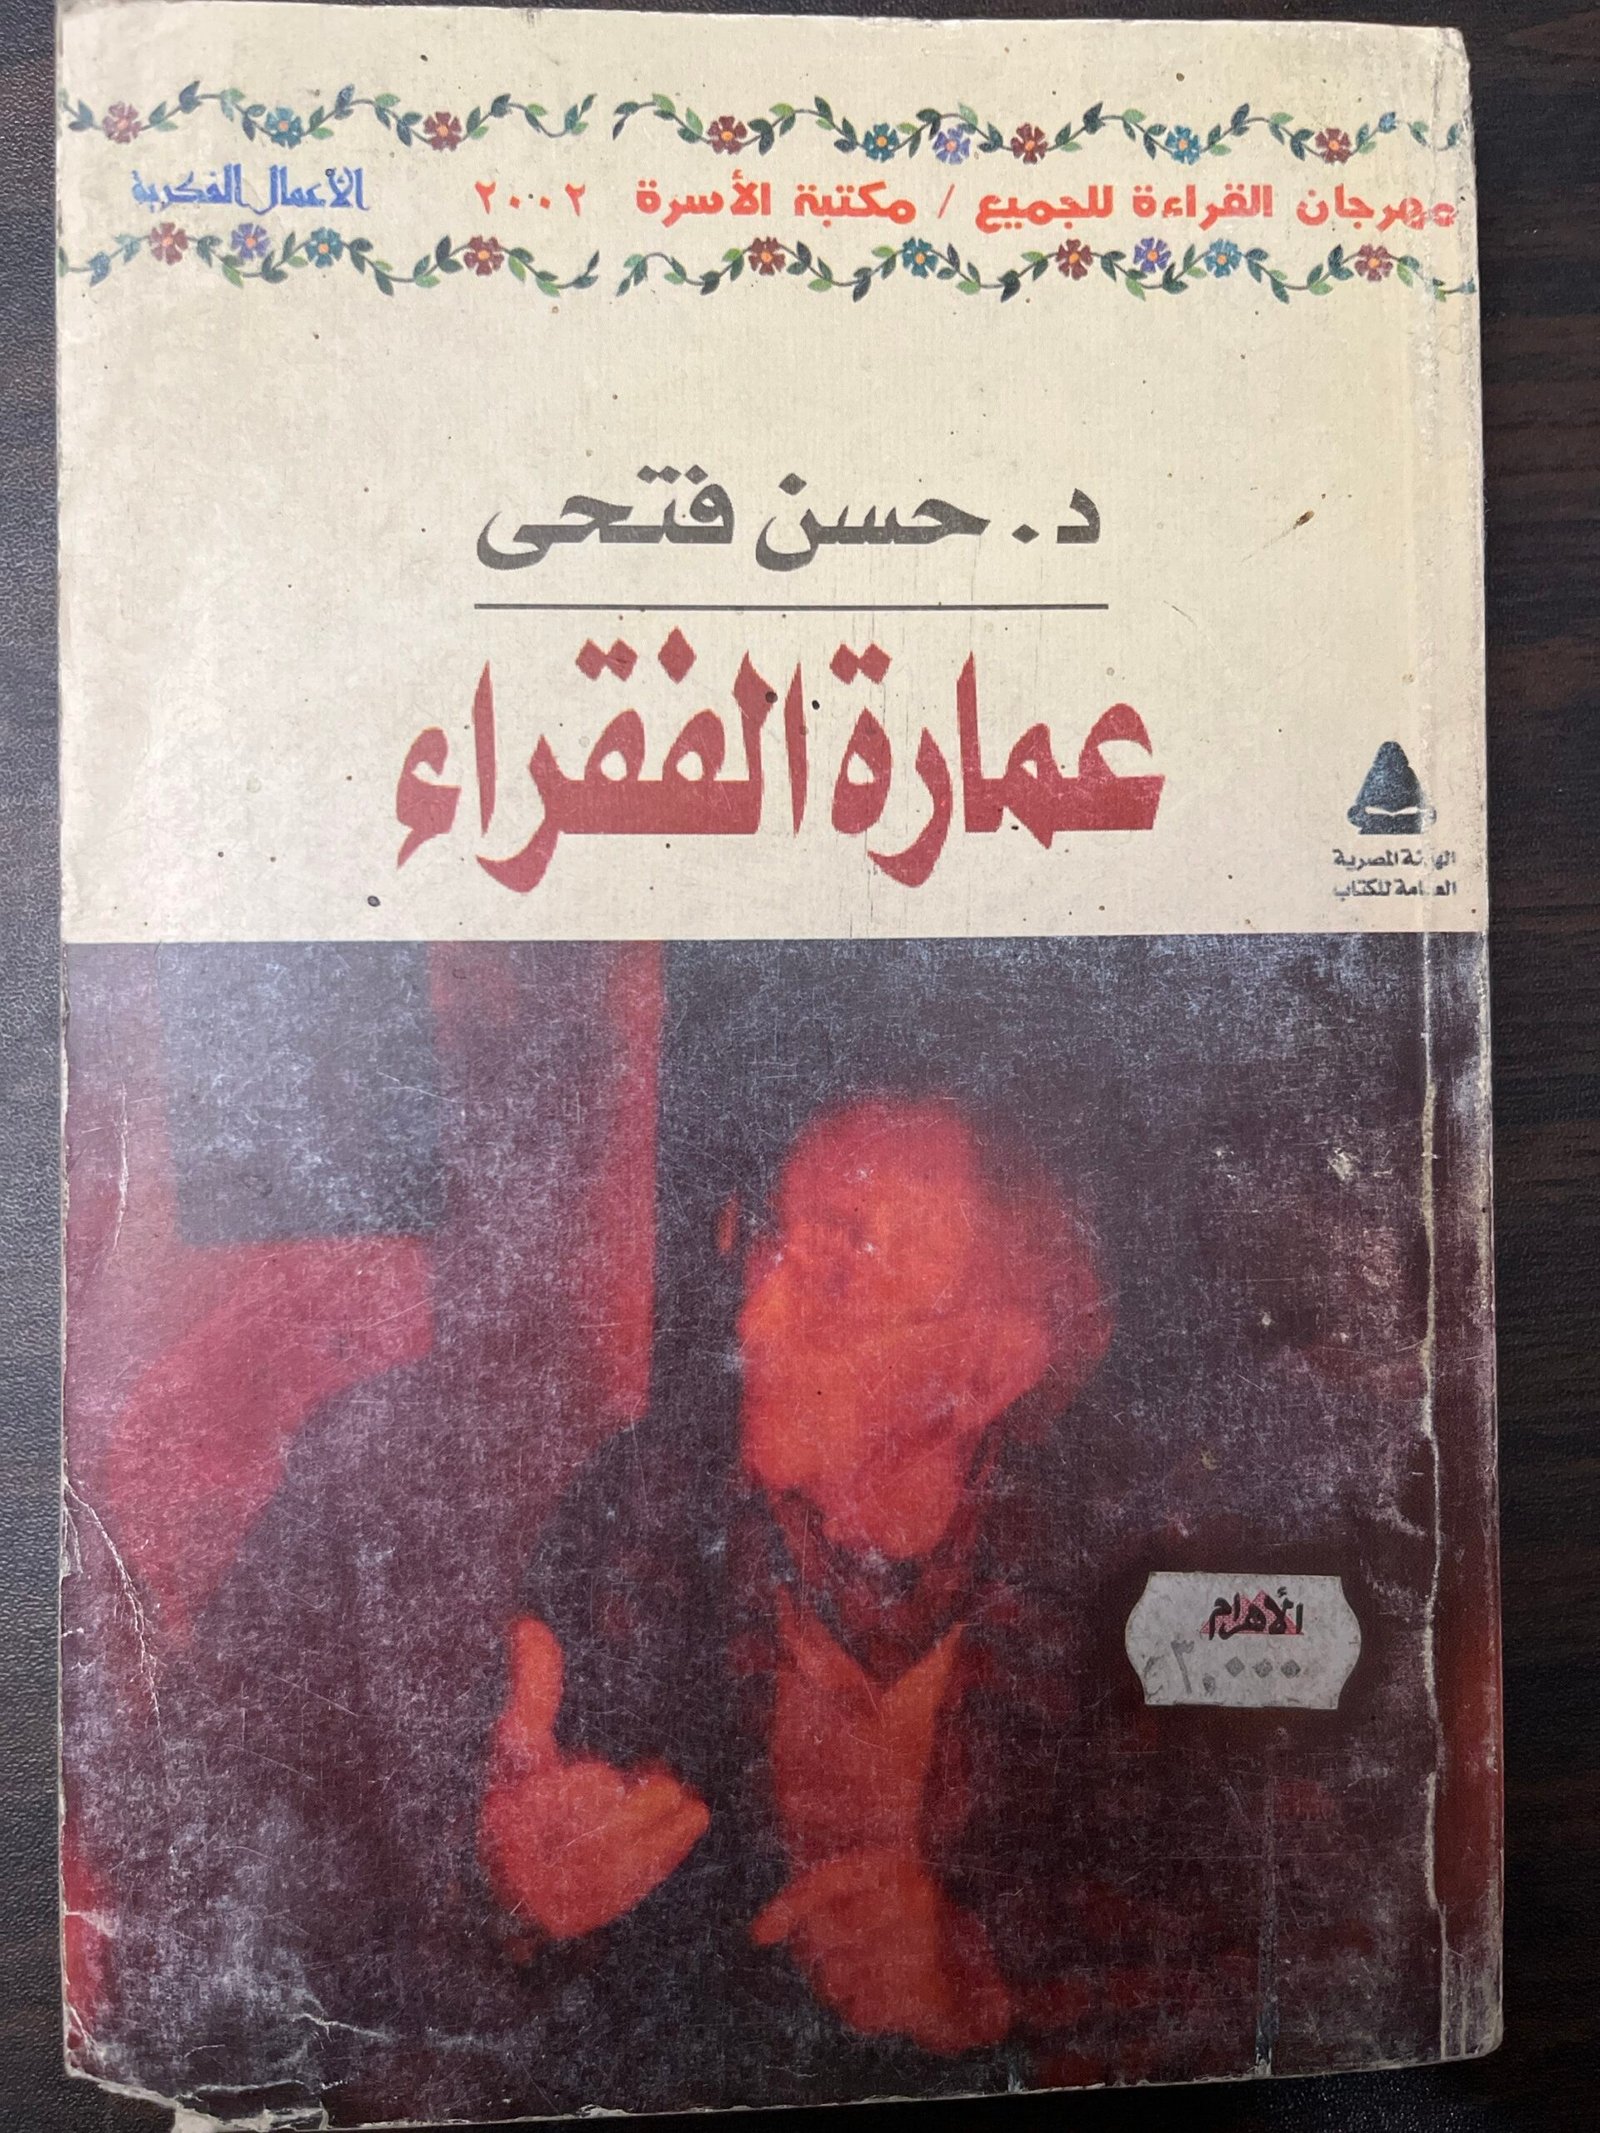 مهرجان القراءة للجميع / مكتبة الأسرة ٢٠٠٢
الأعمال الفكرية
د. حسن فتحى
عمارة الفقراء
الهيئة المصرية
العامة للكتاب
الأهرام